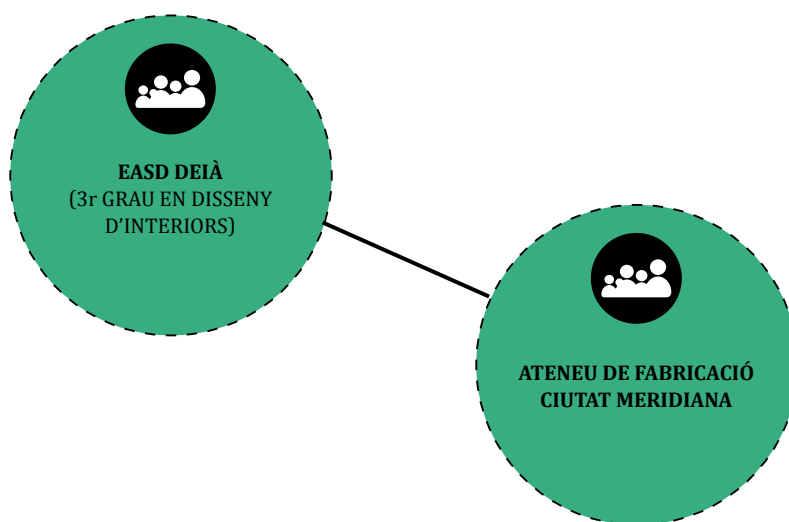 EASD DEIÀ
(3r GRAU EN DISSENY
D’INTERIORS)
ATENEU DE FABRICACIÓ
CIUTAT MERIDIANA